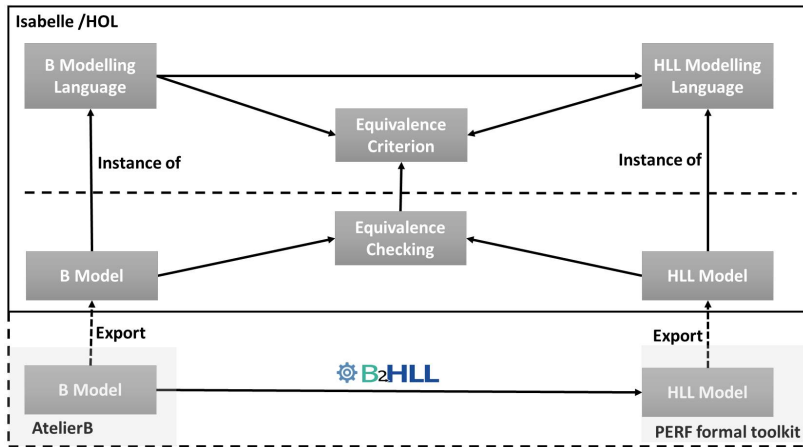 Isabelle /HOL
B Modelling
Language
HLL Modelling
Language
Equivalence
Criterion
Instance of
Instance of
Equivalence
Checking
B Model
HLL Model
Export
Export
B2HLL
B Model
HLL Model
AtelierB
PERF formal toolkit